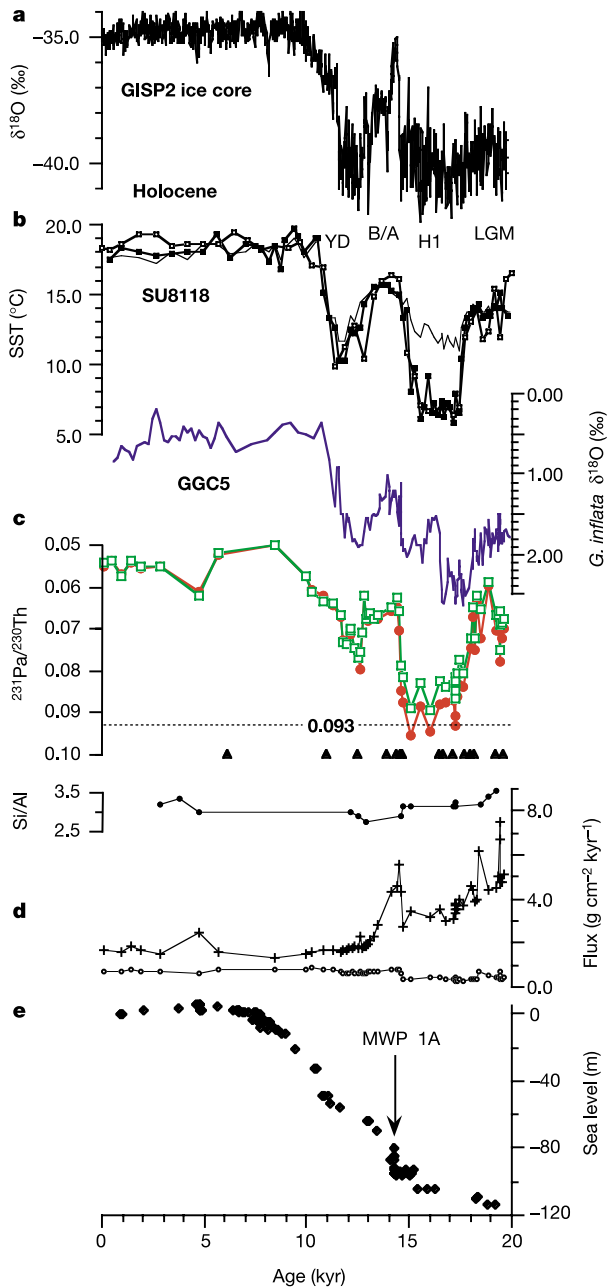 a
−35.0
−40.0
δ18O (‰)
GISP2 ice core
Holocene
b
20.0
15.0
10.0
5.0
SST (°C)
YD
B/A
H1
LGM
SU8118
0.00
1.00
2.00
G. inflata δ18O (‰)
GGC5
c
0.05
0.06
0.07
0.08
0.09
0.10
231Pa/230Th
0.093
3.5
2.5
Si/Al
8.0
4.0
0.0
Flux (g cm−2 kyr−1)
d
e
MWP 1A
0
−40
−80
−120
Sea level (m)
0
5
10
15
20
Age (kyr)